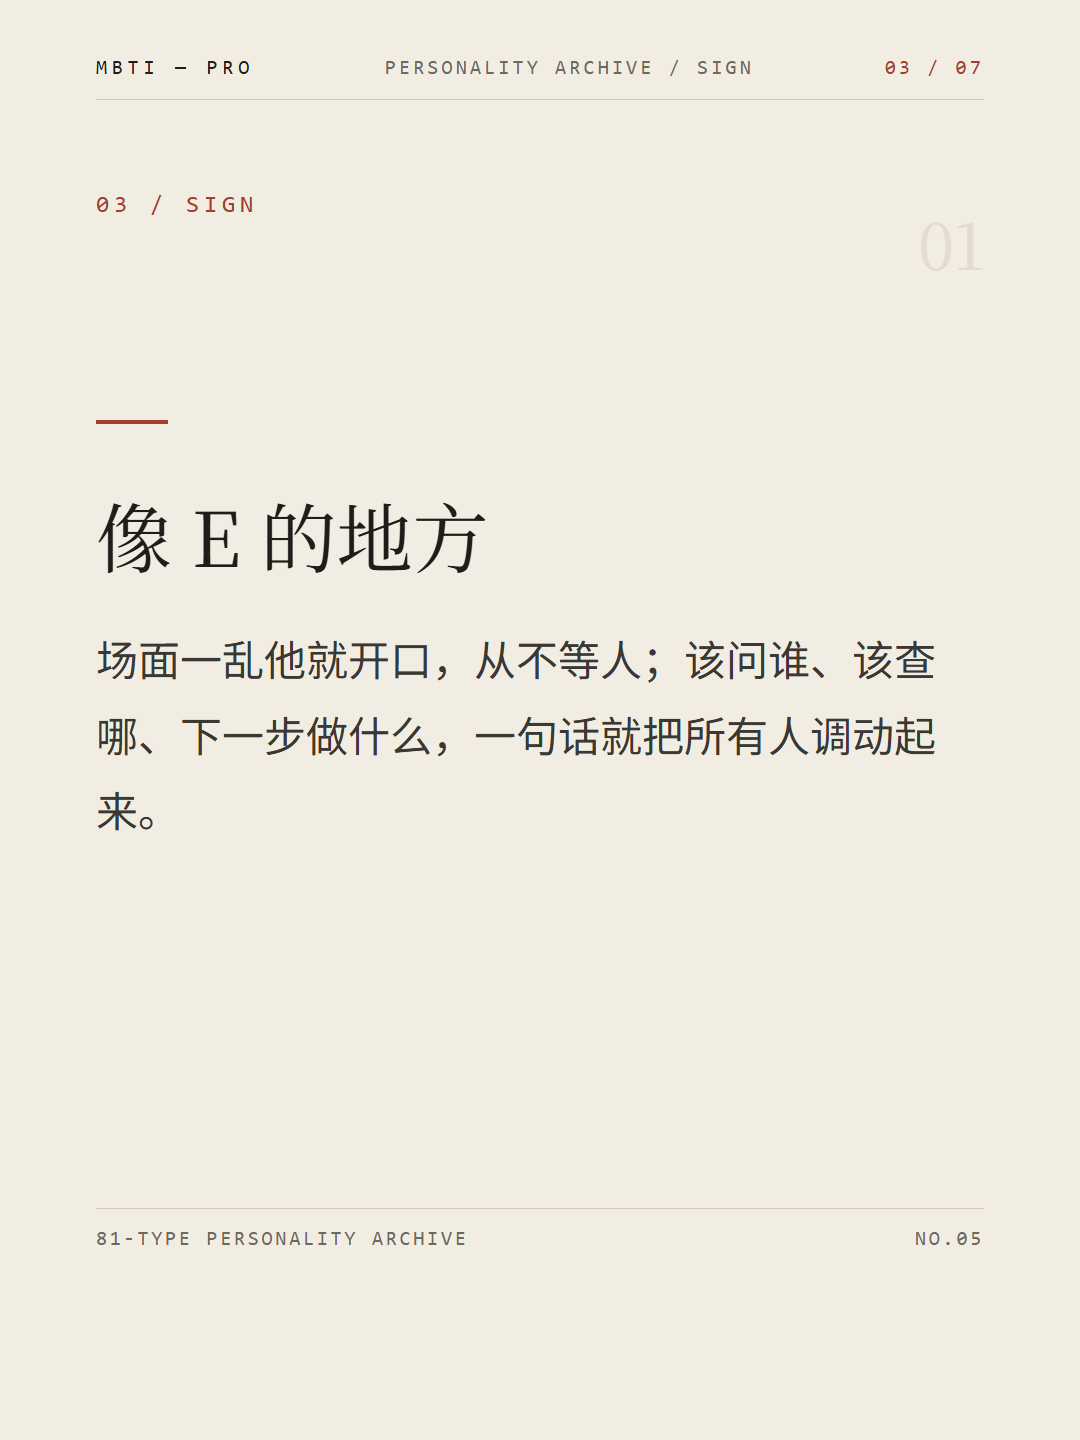 MBTI — PRO
PERSONALITY ARCHIVE / SIGN
03 / 07
03 / SIGN
01
像 E 的地方
场面一乱他就开口，从不等人；该问谁、该查
哪、下一步做什么，一句话就把所有人调动起
来。
81-TYPE PERSONALITY ARCHIVE
NO.05